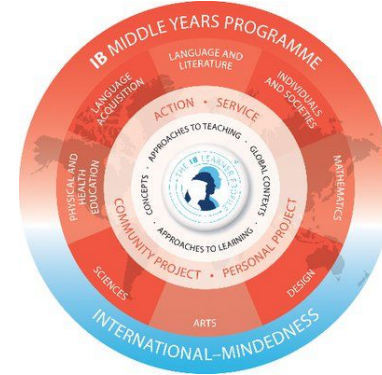 IB MIDDLE YEARS PROGRAMME
LANGUAGE AND
LITERATURE
INDIVIDUALS
AND SOCIETIES
MATHEMATICS
DESIGN
ARTS
SCIENCES
PHYSICAL AND
HEALTH
EDUCATION
LANGUAGE
ACQUISITION
ACTION • SERVICE
COMMUNITY PROJECT • PERSONAL PROJECT
APPROACHES TO TEACHING
GLOBAL CONTEXTS
APPROACHES TO LEARNING
CONCEPTS
THE IB LEARNER PROFILE
INTERNATIONAL–MINDEDNESS